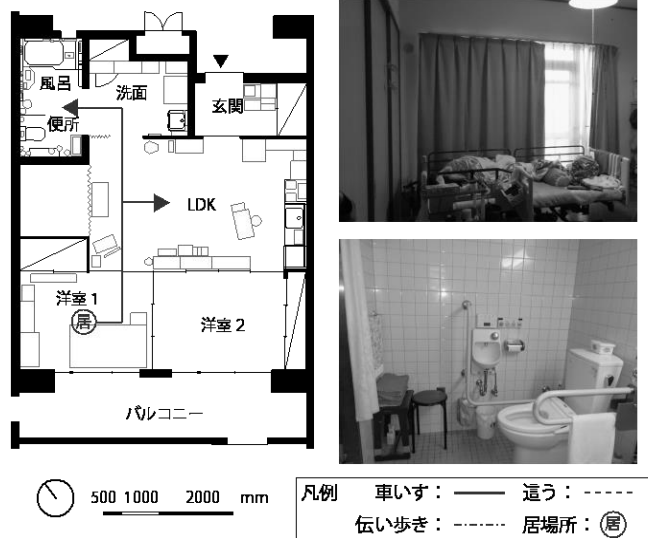 風呂
洗面
玄関
便所
LDK
洋室1
居
洋室2
バルコニー
500 1000 2000 mm
凡例 車いす: 這う:
伝い歩き: 居場所: 居